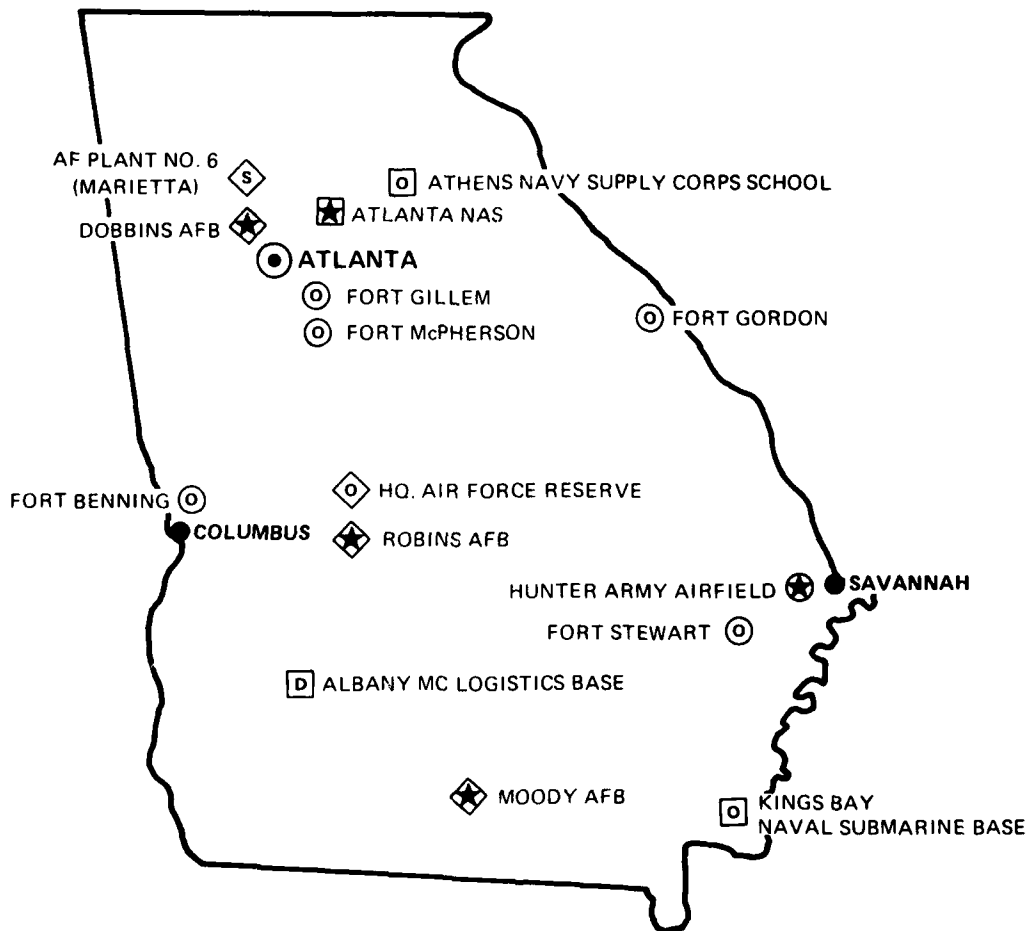 AF PLANT NO. 6
(MARIETTA)
S
O
ATHENS NAVY SUPPLY CORPS SCHOOL
ATLANTA NAS
DOBBINS AFB
ATLANTA
O
FORT GILLEM
O
FORT McPHERSON
O
FORT GORDON
FORT BENNING
O
O
HQ. AIR FORCE RESERVE
COLUMBUS
ROBINS AFB
HUNTER ARMY AIRFIELD
SAVANNAH
FORT STEWART
O
D
ALBANY MC LOGISTICS BASE
MOODY AFB
O
KINGS BAY
NAVAL SUBMARINE BASE